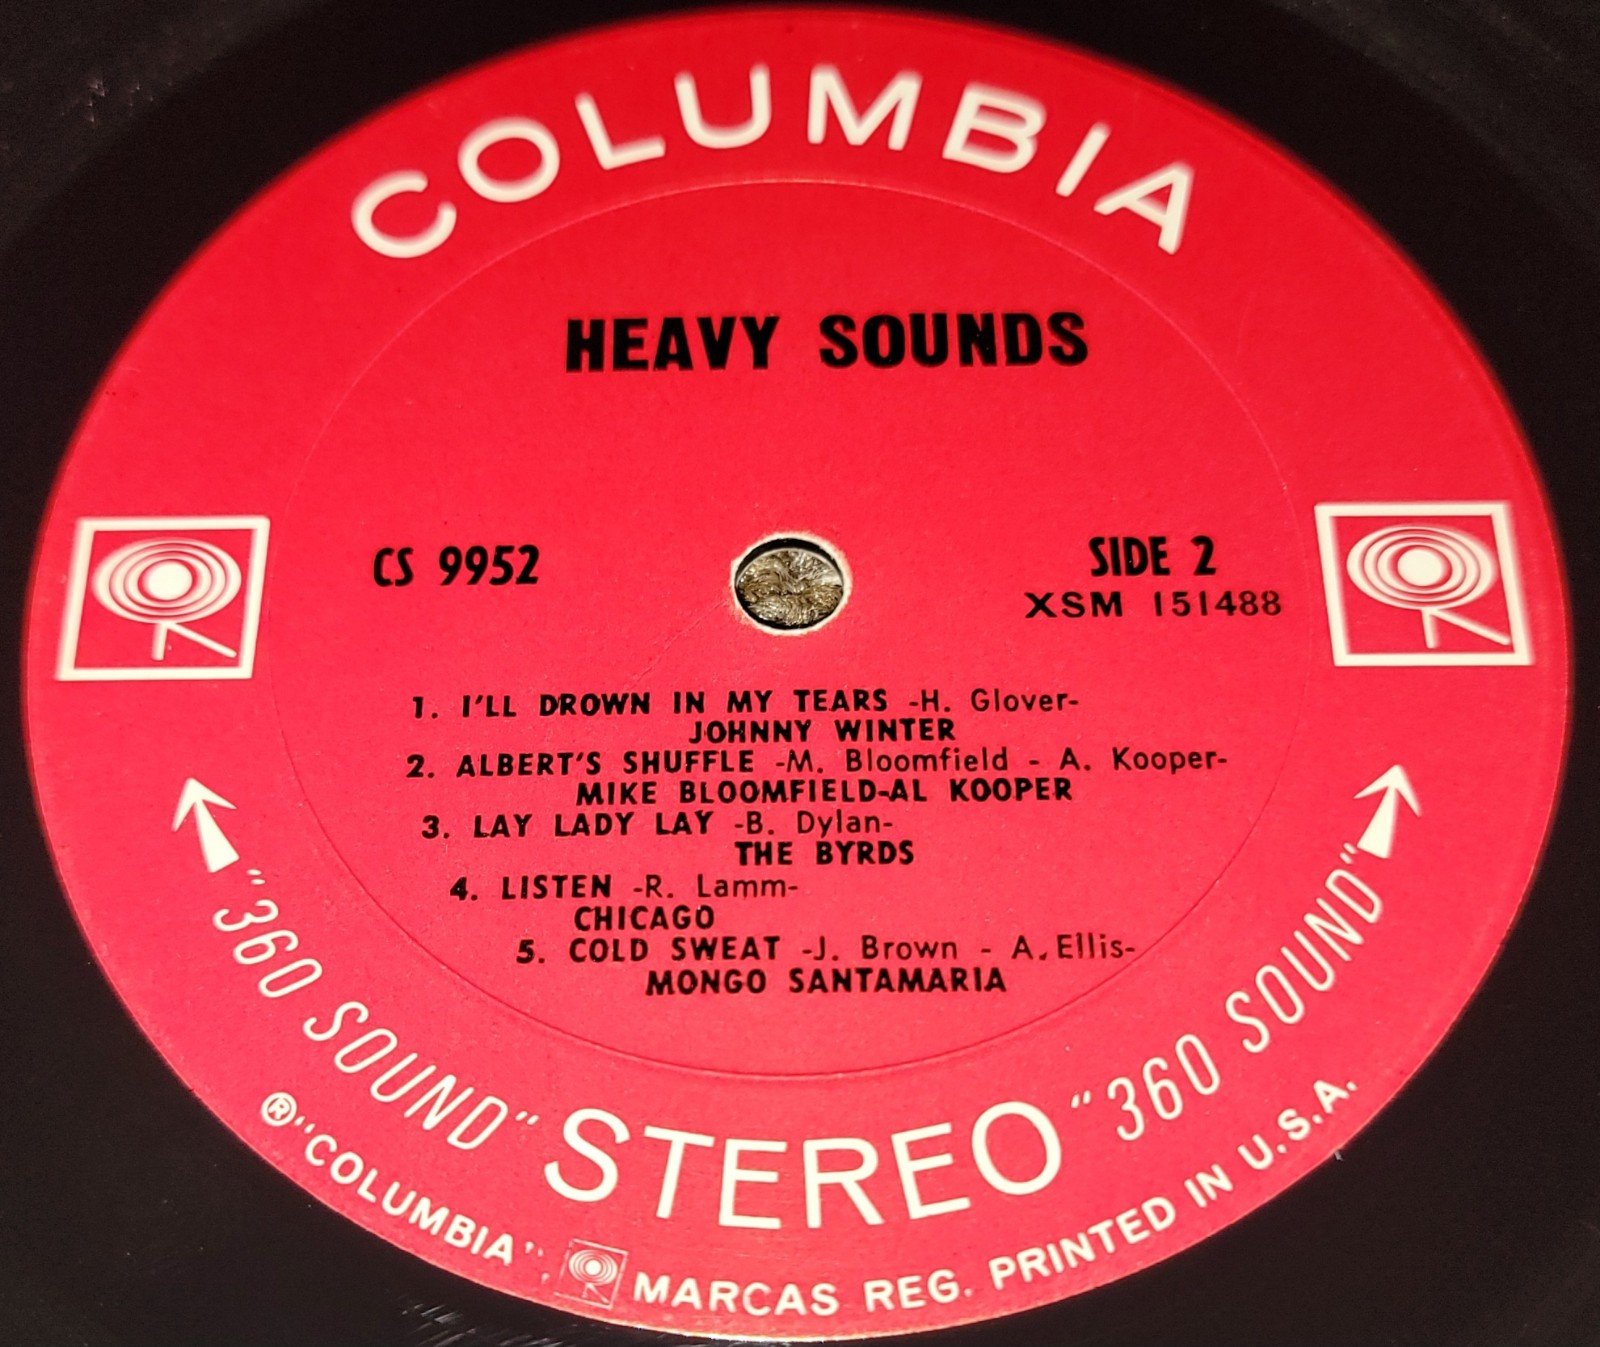 COLUMBIA
HEAVY SOUNDS
CS 9952
SIDE 2
XSM 151488
1. I'LL DROWN IN MY TEARS -H. Glover-
JOHNNY WINTER
2. ALBERT'S SHUFFLE -M. Bloomfield - A. Kooper-
MIKE BLOOMFIELD-AL KOOPER
3. LAY LADY LAY -B. Dylan-
THE BYRDS
4. LISTEN -R. Lamm-
CHICAGO
5. COLD SWEAT -J. Brown - A. Ellis-
MONGO SANTAMARIA
"360 SOUND" STEREO "360 SOUND"
® "COLUMBIA", MARCAS REG. PRINTED IN U.S.A.